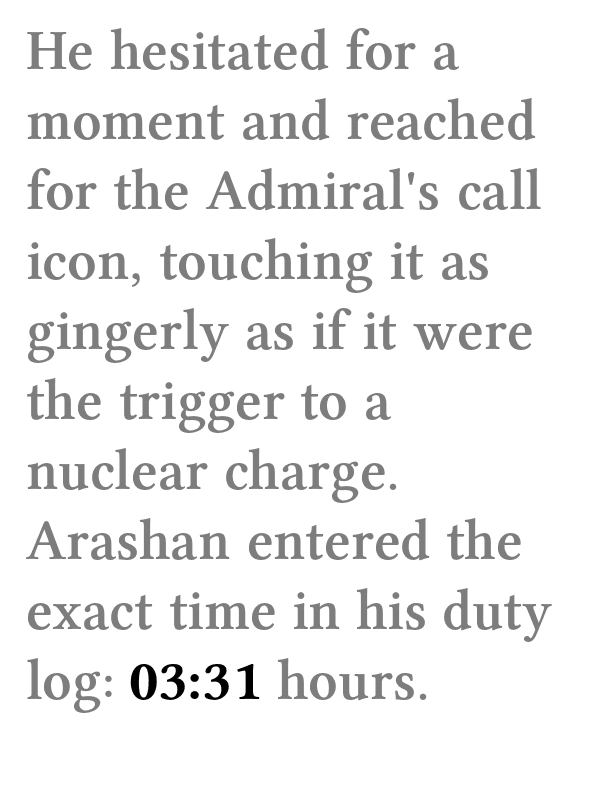 He hesitated for a
moment and reached
for the Admiral's call
icon, touching it as
gingerly as if it were
the trigger to a
nuclear charge.
Arashan entered the
exact time in his duty
log: 03:31 hours.